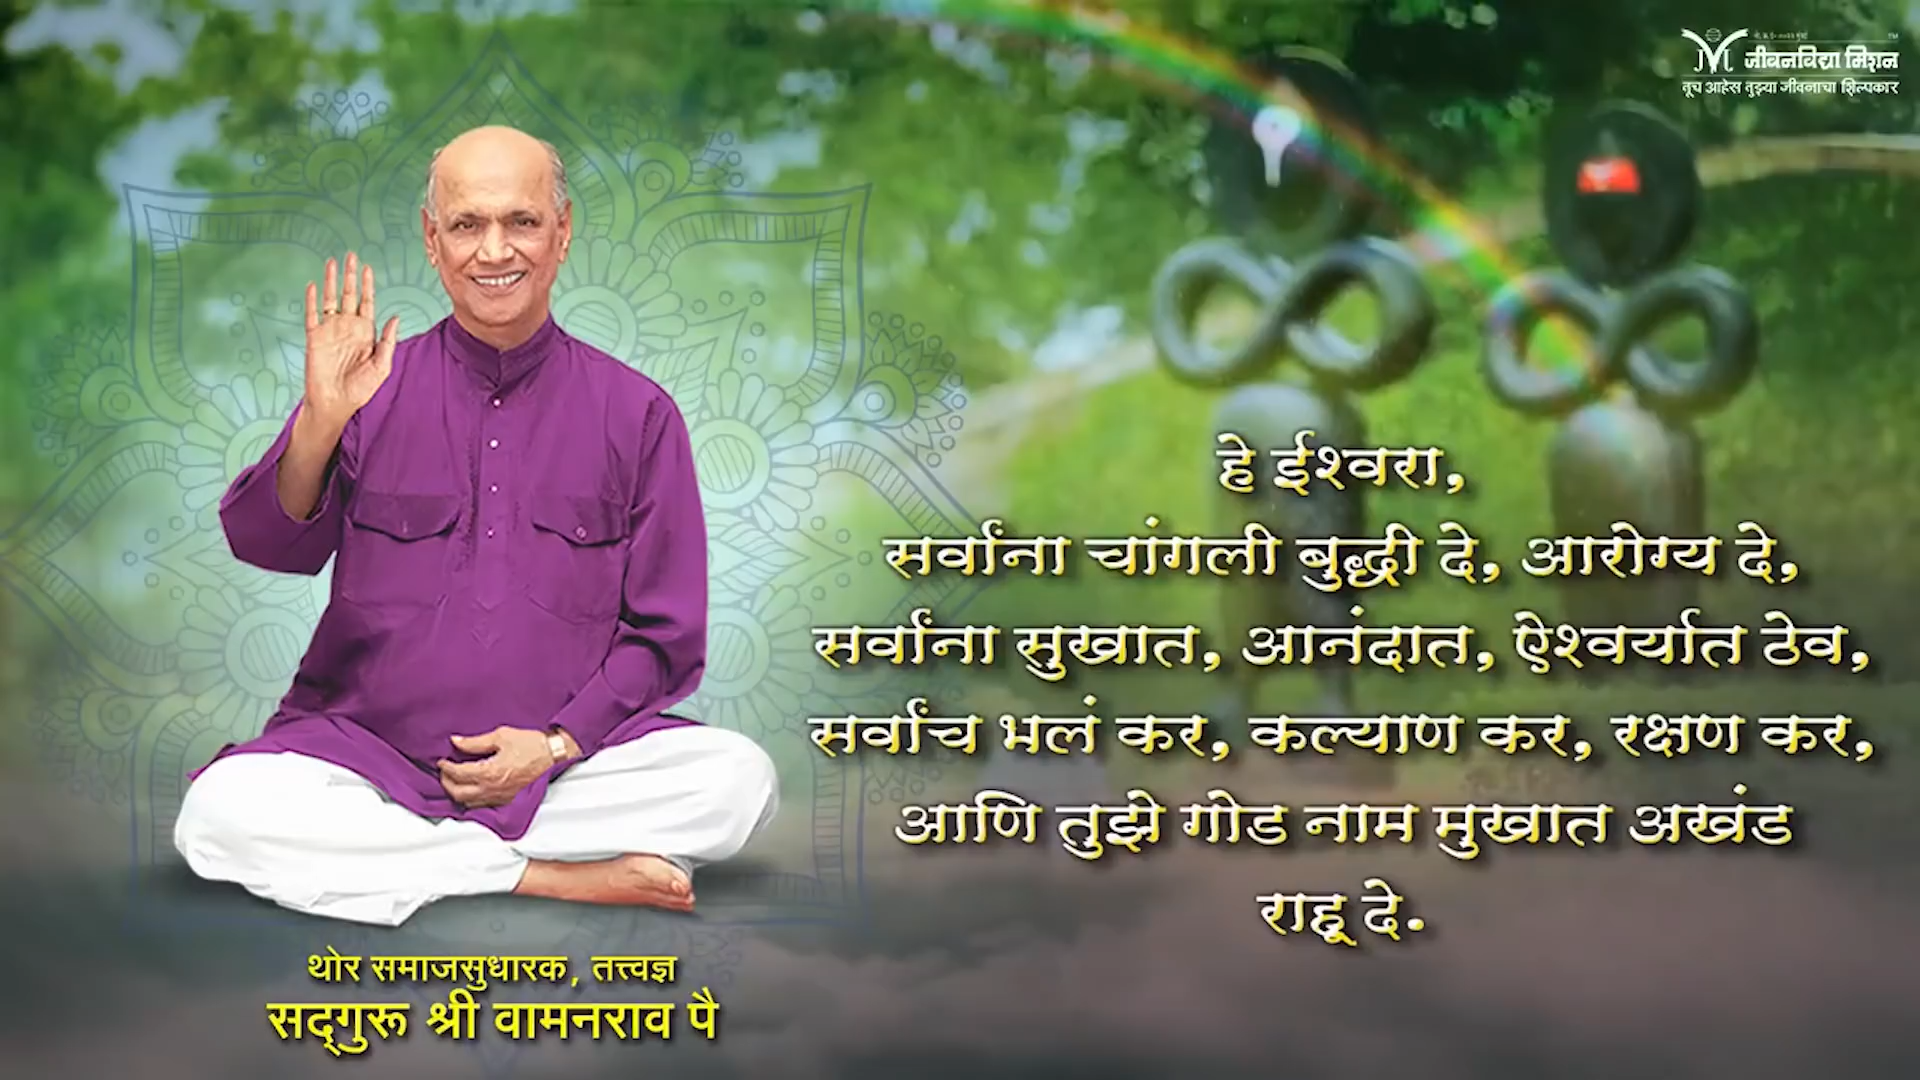 जीवनविद्या मिशन
तूच आहेस तुझ्या जीवनाचा शिल्पकार
हे ईश्वरा,
सर्वांना चांगली बुद्धी दे, आरोग्य दे,
सर्वांना सुखात, आनंदात, ऐश्वर्यात ठेव,
सर्वांच भलं कर, कल्याण कर, रक्षण कर,
आणि तुझे गोड नाम मुखात अखंड
राहू दे.
थोर समाजसुधारक, तत्त्वज्ञ
सद्‌गुरू श्री वामनराव पै